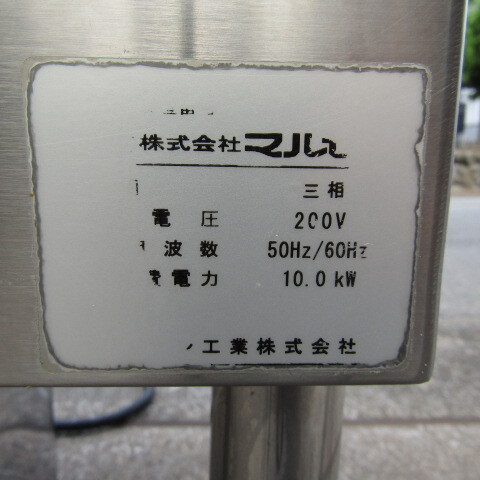 株式会社マルゼン
三相
電圧 200V
波数 50Hz/60Hz
費電力 10.0kW
工業株式会社